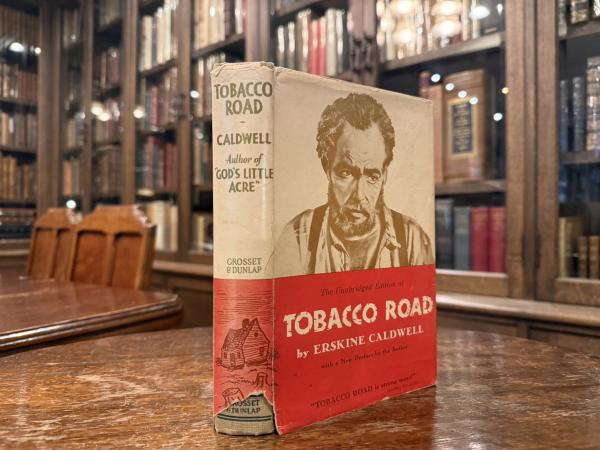 TOBACCO
ROAD
CALDWELL
Author of
"GOD'S LITTLE
ACRE"
GROSSET
& DUNLAP
GROSSET
& DUNLAP
The Unabridged Edition of
TOBACCO ROAD
by ERSKINE CALDWELL
with a New Preface by the Author
"TOBACCO ROAD is strong meat!"